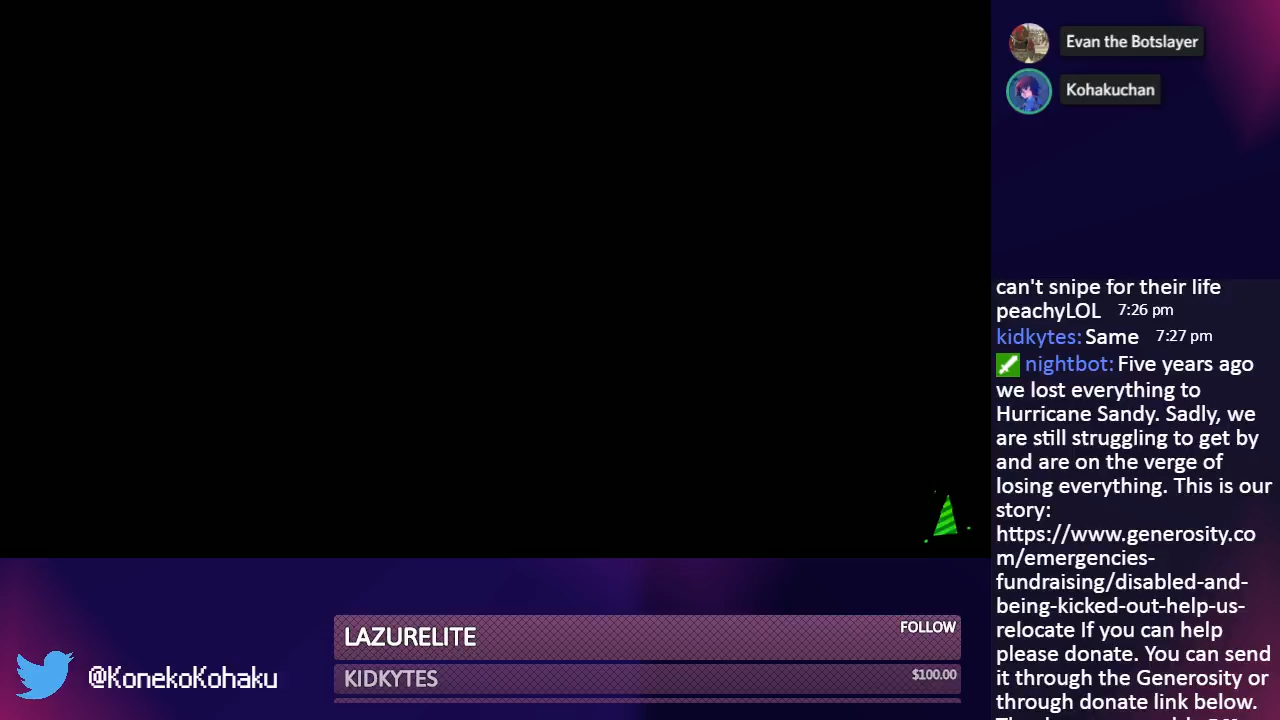 Evan the Botslayer
Kohakuchan
can't snipe for their life
peachyLOL 7:26 pm
kidkytes: Same 7:27 pm
nightbot: Five years ago
we lost everything to
Hurricane Sandy. Sadly, we
are still struggling to get by
and are on the verge of
losing everything. This is our
story:
https://www.generosity.co
m/emergencies-
fundraising/disabled-and-
being-kicked-out-help-us-
relocate If you can help
please donate. You can send
it through the Generosity or
through donate link below.
LAZURELITE FOLLOW
KIDKYTES $100.00
@KonekoKohaku